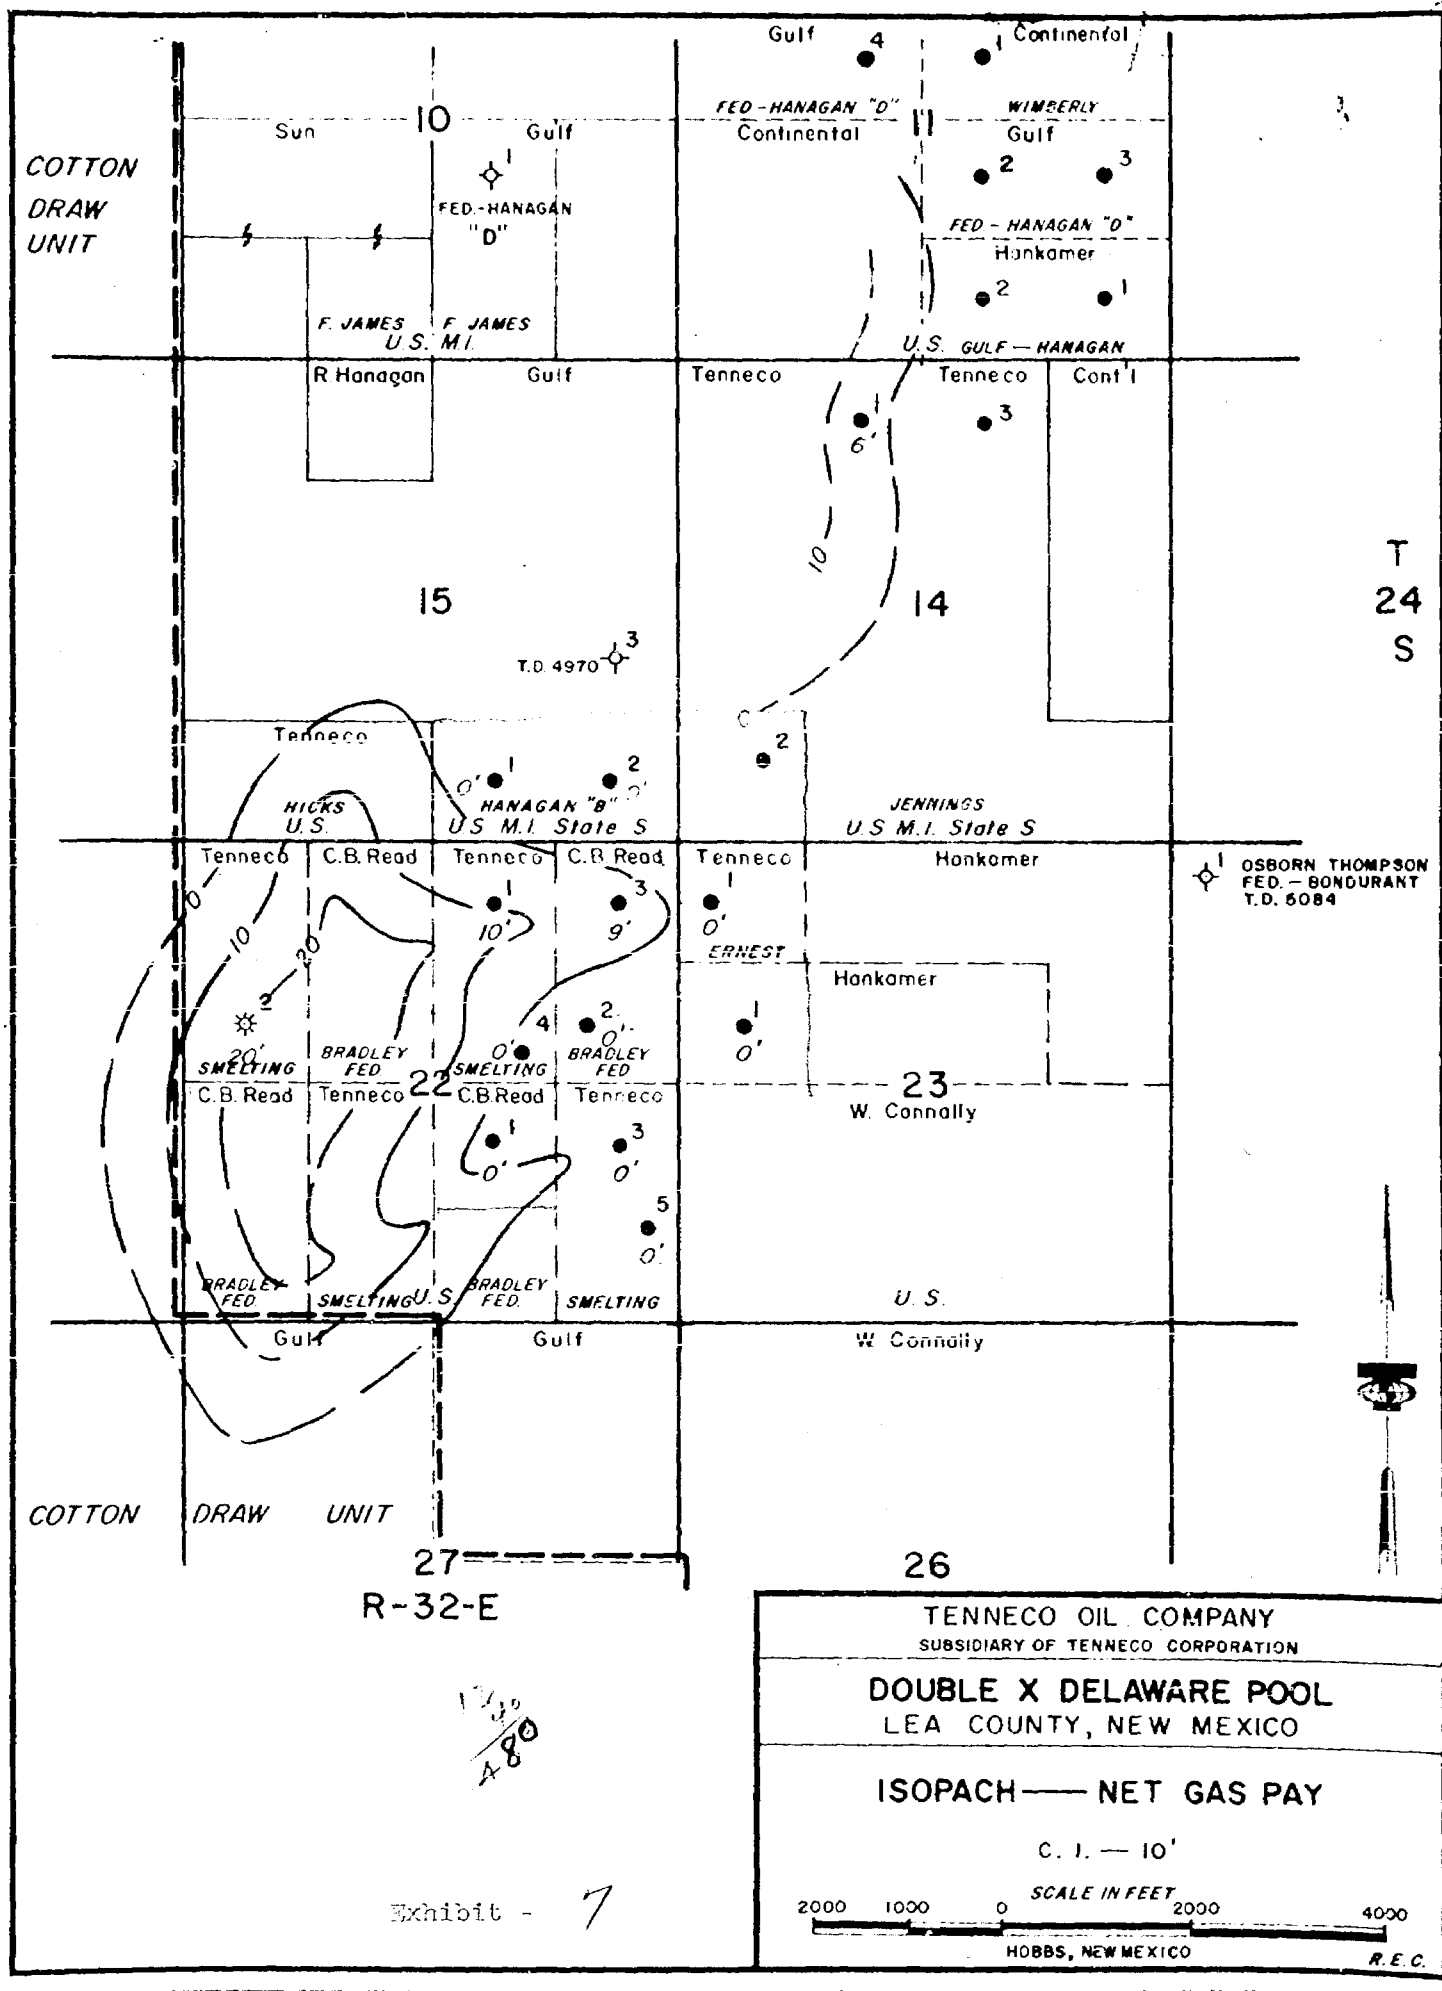 Gulf 4 1 Continental
FED-HANAGAN "D" WIMBERLY
Sun 10 Gulf Continental 11 Gulf
COTTON
DRAW
UNIT
1
FED.-HANAGAN
"D"
2 3
FED - HANAGAN "D"
Hankamer
2 1
F. JAMES F. JAMES
U.S. M.I.
U.S. GULF — HANAGAN
R. Hanagan Gulf Tenneco Tenneco Cont'l
1 3
6'
10
T
24
S
15 14
3
T.D. 4970
0
Tenneco
2
0' 1 2 0'
HICKS HANAGAN "B" JENNINGS
U.S. U.S M.I. State S U.S M.I. State S
Tenneco C.B. Read Tenneco C.B. Read Tenneco Hankamer
1 OSBORN THOMPSON
FED. – BONDURANT
T.D. 5084
0 10 20
1 3 1
10' 9' 0'
ERNEST
Hankamer
2 4 2 1
20' 0' 0' 0'
SMELTING BRADLEY FED. SMELTING BRADLEY FED
C.B. Read Tenneco 22 C.B. Read Tenneco 23
W. Connally
1 3
0' 0'
5
0'
BRADLEY FED. SMELTING U.S. BRADLEY FED. SMELTING U.S.
Gulf Gulf W. Connally
COTTON DRAW UNIT
27 26
R-32-E
480
Exhibit - 7
TENNECO OIL COMPANY
SUBSIDIARY OF TENNECO CORPORATION
DOUBLE X DELAWARE POOL
LEA COUNTY, NEW MEXICO
ISOPACH — NET GAS PAY
C. I. — 10'
SCALE IN FEET
2000 1000 0 2000 4000
HOBBS, NEW MEXICO
R.E.C.